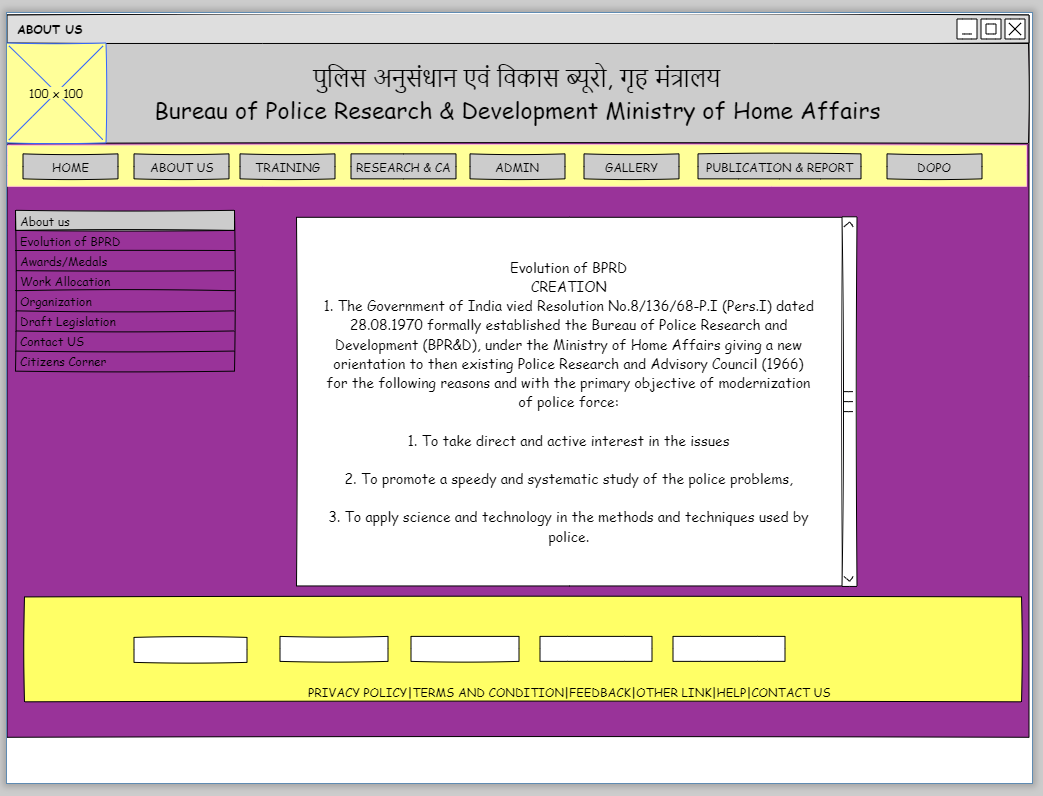 ABOUT US
100 x 100
पुलिस अनुसंधान एवं विकास ब्यूरो, गृह मंत्रालय
Bureau of Police Research & Development Ministry of Home Affairs
HOME ABOUT US TRAINING RESEARCH & CA ADMIN GALLERY PUBLICATION & REPORT DOPO
About us
Evolution of BPRD
Awards/Medals
Work Allocation
Organization
Draft Legislation
Contact US
Citizens Corner
Evolution of BPRD
CREATION
1. The Government of India vied Resolution No.8/136/68-P.I (Pers.I) dated
28.08.1970 formally established the Bureau of Police Research and
Development (BPR&D), under the Ministry of Home Affairs giving a new
orientation to then existing Police Research and Advisory Council (1966)
for the following reasons and with the primary objective of modernization
of police force:
1. To take direct and active interest in the issues
2. To promote a speedy and systematic study of the police problems,
3. To apply science and technology in the methods and techniques used by
police.
PRIVACY POLICY|TERMS AND CONDITION|FEEDBACK|OTHER LINK|HELP|CONTACT US